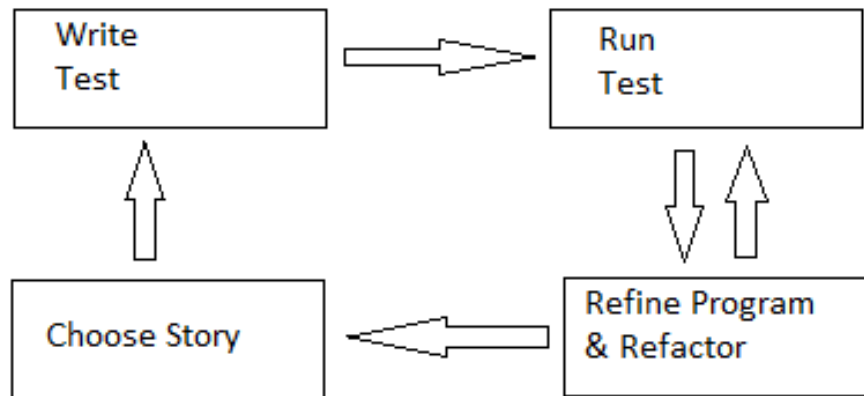 Write
Test
Run
Test
Choose Story
Refine Program
& Refactor